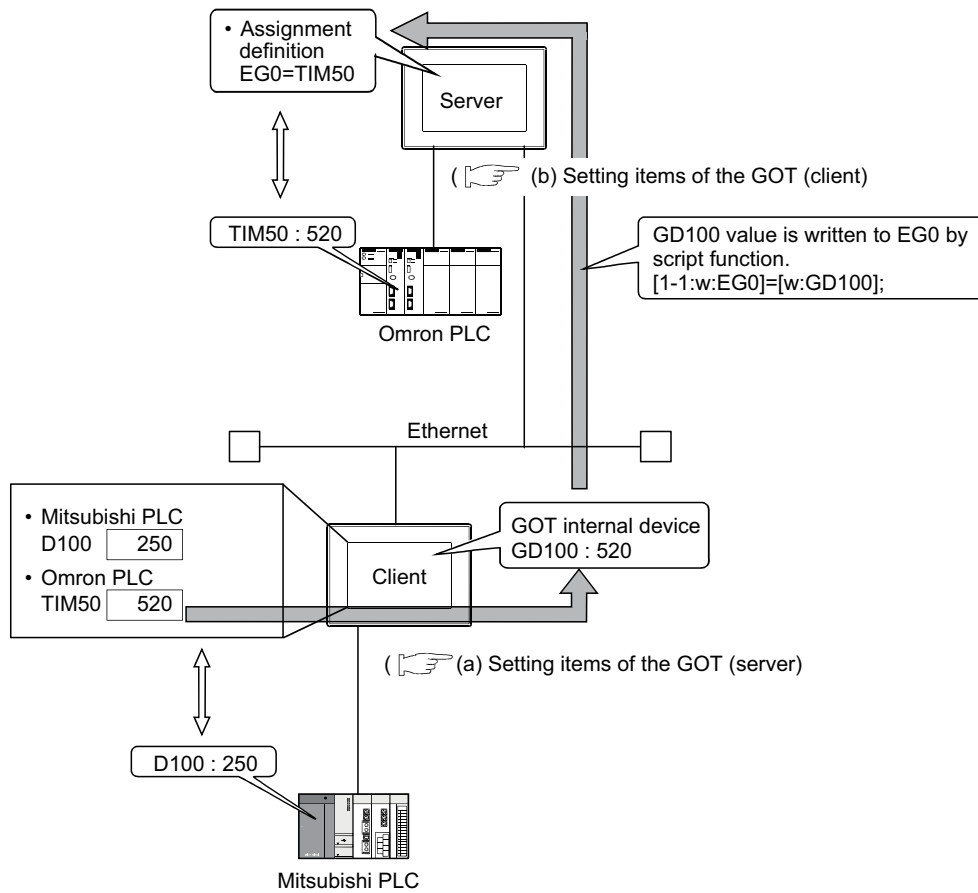 • Assignment
definition
EG0=TIM50
Server
( (b) Setting items of the GOT (client)
TIM50 : 520
GD100 value is written to EG0 by
script function.
[1-1:w:EG0]=[w:GD100];
Omron PLC
Ethernet
• Mitsubishi PLC
D100 250
• Omron PLC
TIM50 520
Client
GOT internal device
GD100 : 520
( (a) Setting items of the GOT (server)
D100 : 250
Mitsubishi PLC